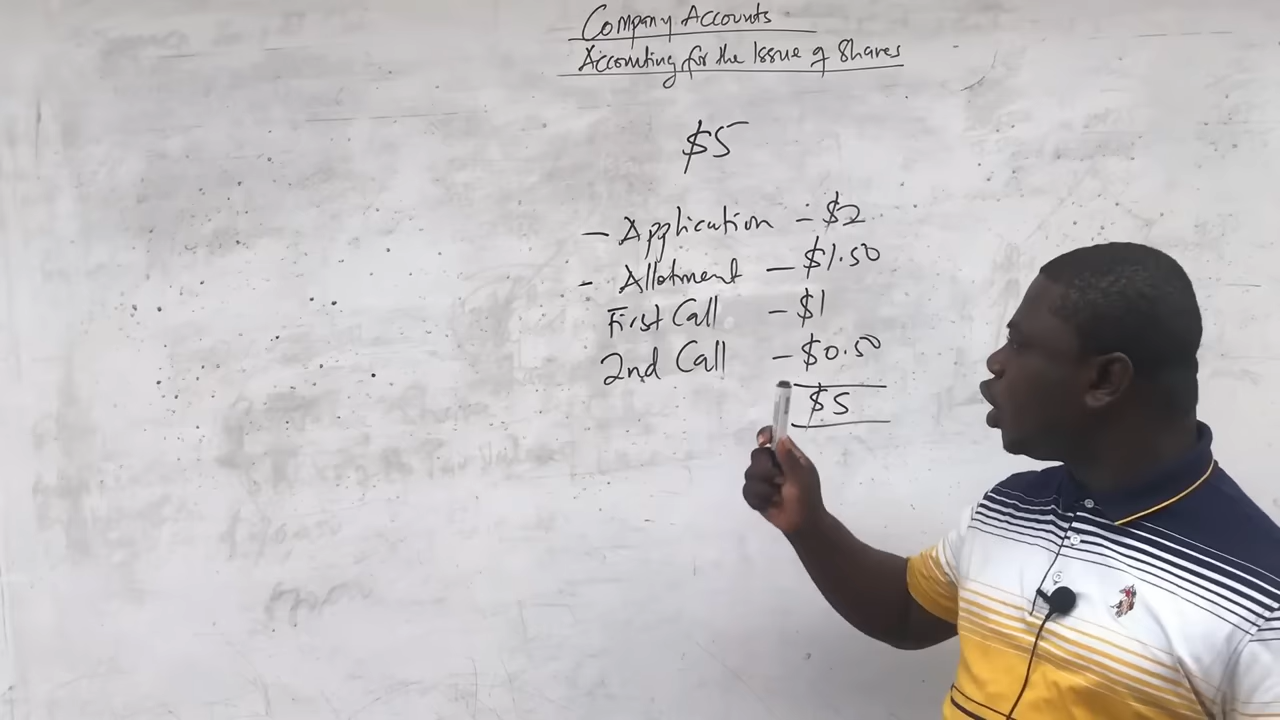 Company Accounts
Accounting for the Issue of Shares
$5
- Application - $2
- Allotment - $1.50
First Call - $1
2nd Call - $0.50
$5